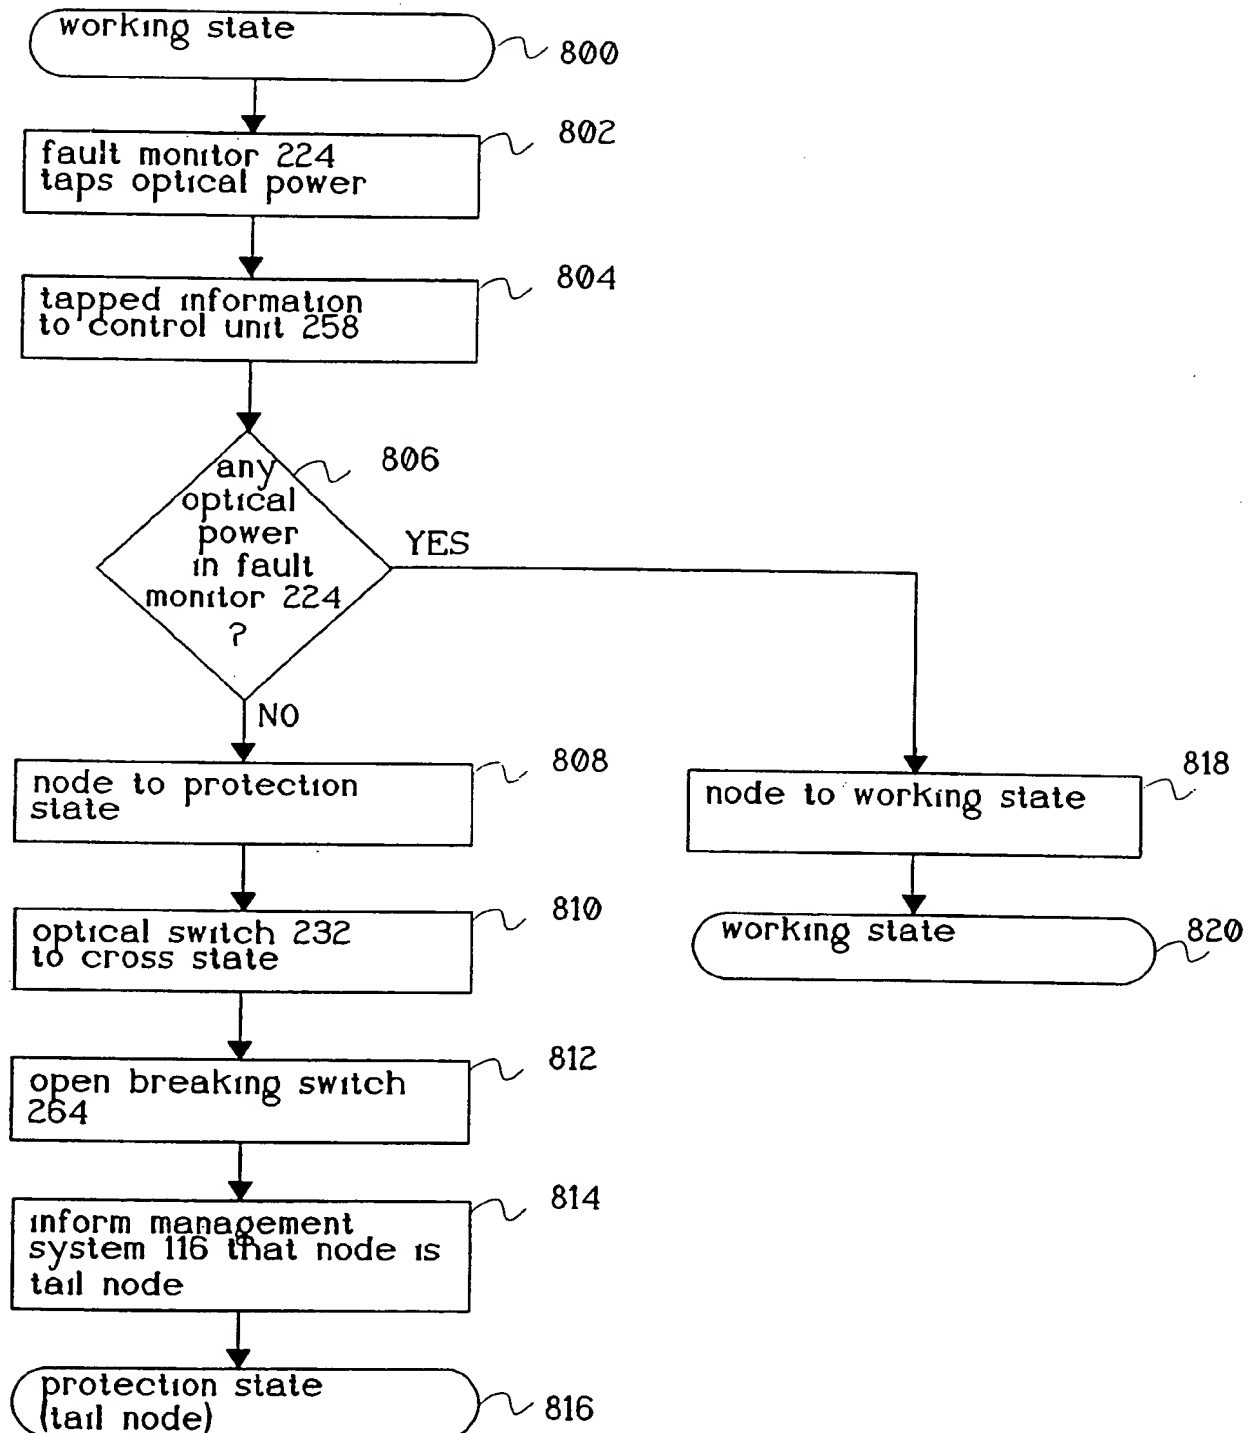 working state
800
802
fault monitor 224
taps optical power
804
tapped information
to control unit 258
806
any
optical
power
in fault
monitor 224
?
YES
NO
808
node to protection
state
818
node to working state
810
optical switch 232
to cross state
working state
820
812
open breaking switch
264
814
inform management
system 116 that node is
tail node
protection state
(tail node)
816